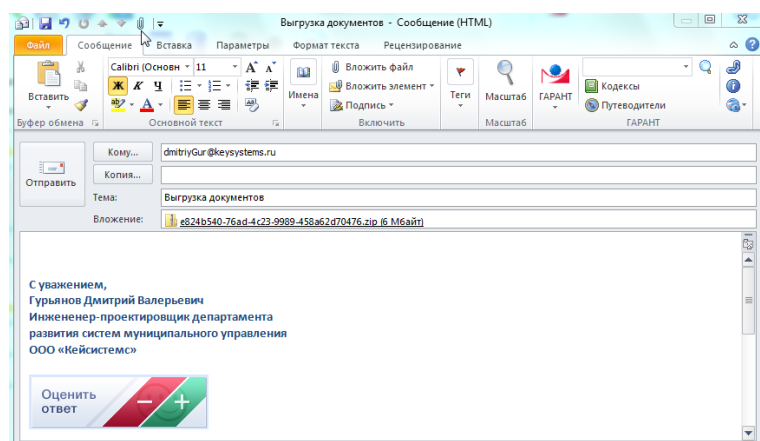 Выгрузка документов - Сообщение (HTML)
Файл Сообщение Вставка Параметры Формат текста Рецензирование
Вставить
Буфер обмена
Calibri (Основн 11
Ж К Ч
Основной текст
Имена
Вложить файл
Вложить элемент
Подпись
Включить
Теги
Масштаб
Масштаб
ГАРАНТ
Кодексы
Путеводители
ГАРАНТ
Отправить
Кому... dmitriyGur@keysystems.ru
Копия...
Тема: Выгрузка документов
Вложение: e824b540-76ad-4c23-9989-458a62d70476.zip (6 Мбайт)
С уважением,
Гурьянов Дмитрий Валерьевич
Инжененер-проектировщик департамента
развития систем муниципального управления
ООО «Кейсистемс»
Оценить
ответ